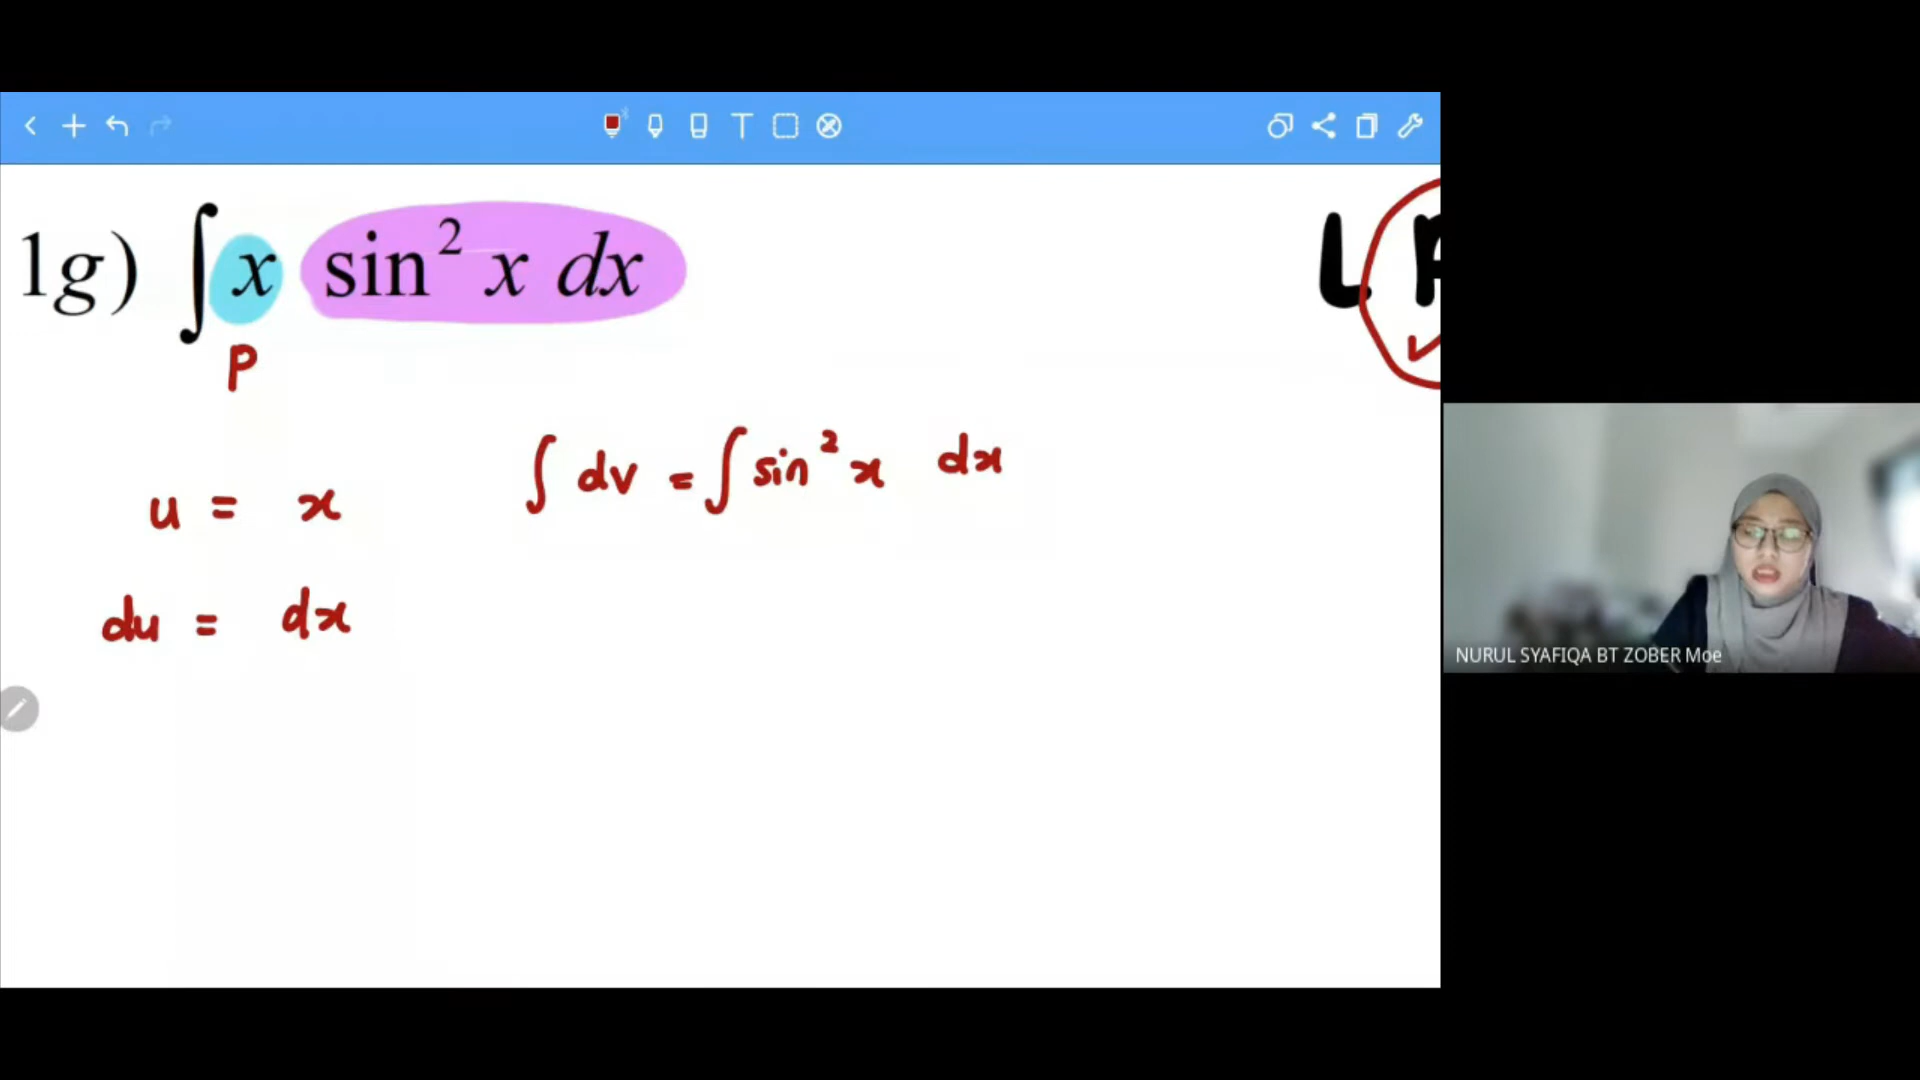 1g) ∫ x sin² x dx
L
P
∫ dv = ∫ sin² x dx
u = x
du = dx
NURUL SYAFIQA BT ZOBER Moe